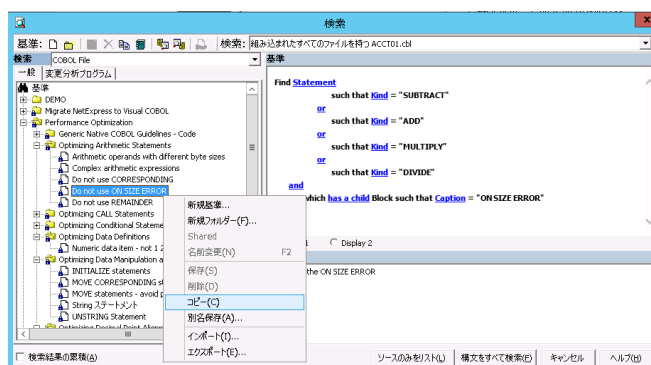 検索
基準:
検索: 組み込まれたすべてのファイルを持つ ACCT01.cbl
検索 COBOL File
基準
一般 変更分析プログラム
基準
DEMO
Migrate NetExpress to Visual COBOL
Performance Optimization
Generic Native COBOL Guidelines - Code
Optimizing Arithmetic Statements
Arithmetic operands with different byte sizes
Complex arithmetic expressions
Do not use CORRESPONDING
Do not use ON SIZE ERROR
Do not use REMAINDER
Optimizing CALL Statements
Optimizing Conditional Stateme
Optimizing Data Definitions
Numeric data item - not 1 2
Optimizing Data Manipulation a
INITIALIZE statements
MOVE CORRESPONDING st
MOVE statements - avoid p
String ステートメント
UNSTRING Statement
Optimizing Decimal Point Alignm
Find Statement
such that Kind = "SUBTRACT"
or
such that Kind = "ADD"
or
such that Kind = "MULTIPLY"
or
such that Kind = "DIVIDE"
and
which has a child Block such that Caption = "ON SIZE ERROR"
1 Display 2
the ON SIZE ERROR
新規基準...
新規フォルダー(F)...
Shared
名前変更(N) F2
保存(S)
削除(D)
コピー(C)
別名保存(A)...
インポート(I)...
エクスポート(E)...
検索結果の累積(A)
ソースのみをリスト(L) 構文をすべて検索(F) キャンセル ヘルプ(H)